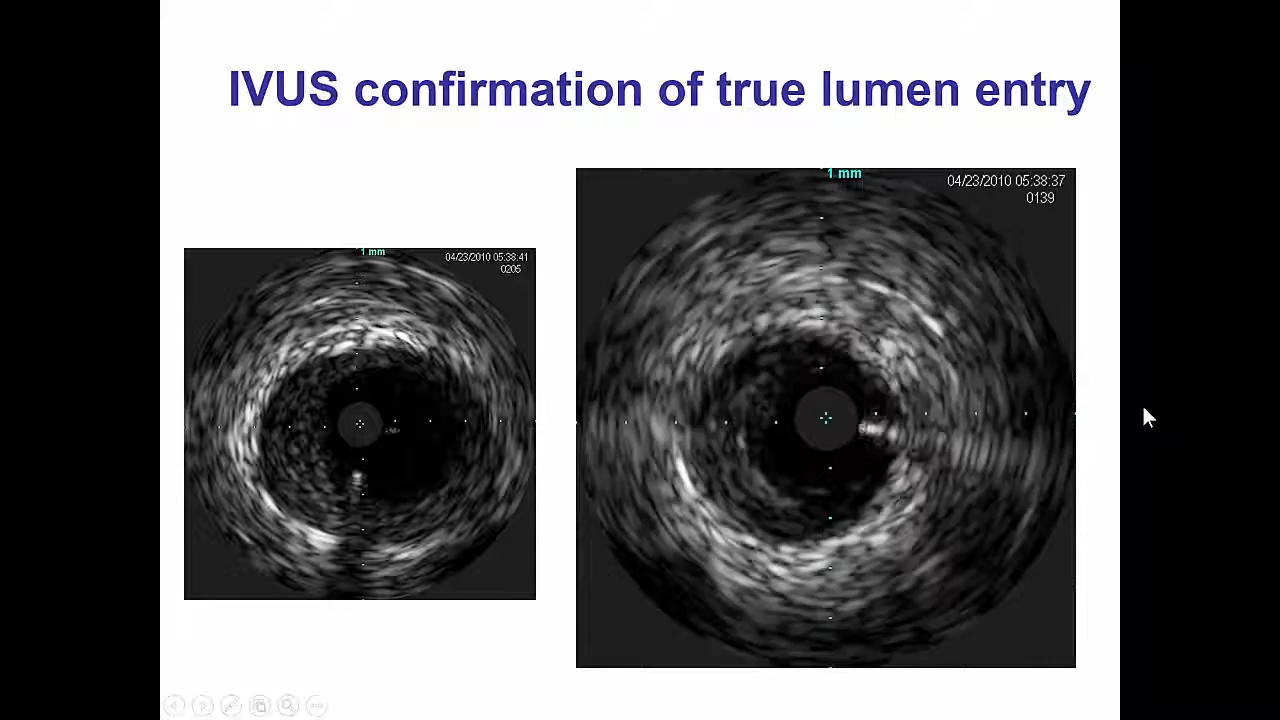 IVUS confirmation of true lumen entry
1 mm
04/23/2010 05:38:41
0205
1 mm
04/23/2010 05:38:37
0139